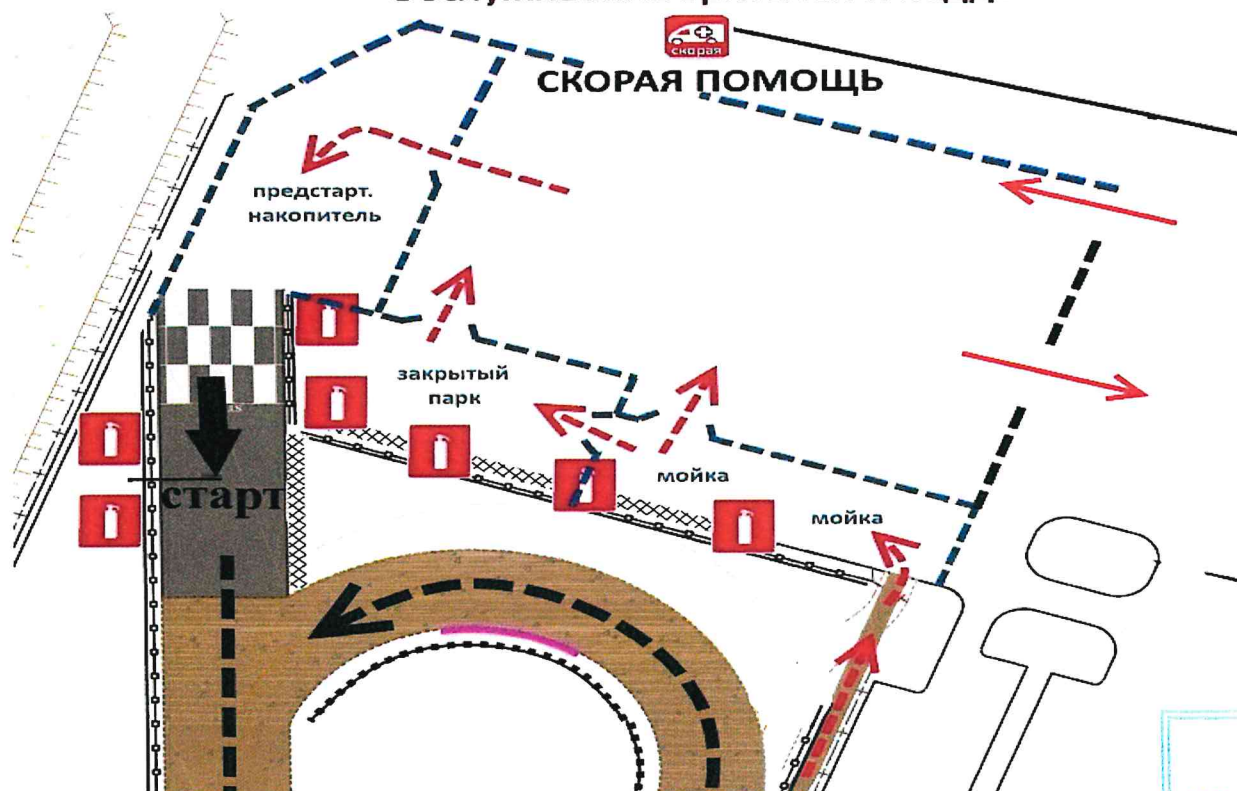 скорая
СКОРАЯ ПОМОЩЬ
предстарт.
накопитель
закрытый
парк
мойка
мойка
старт